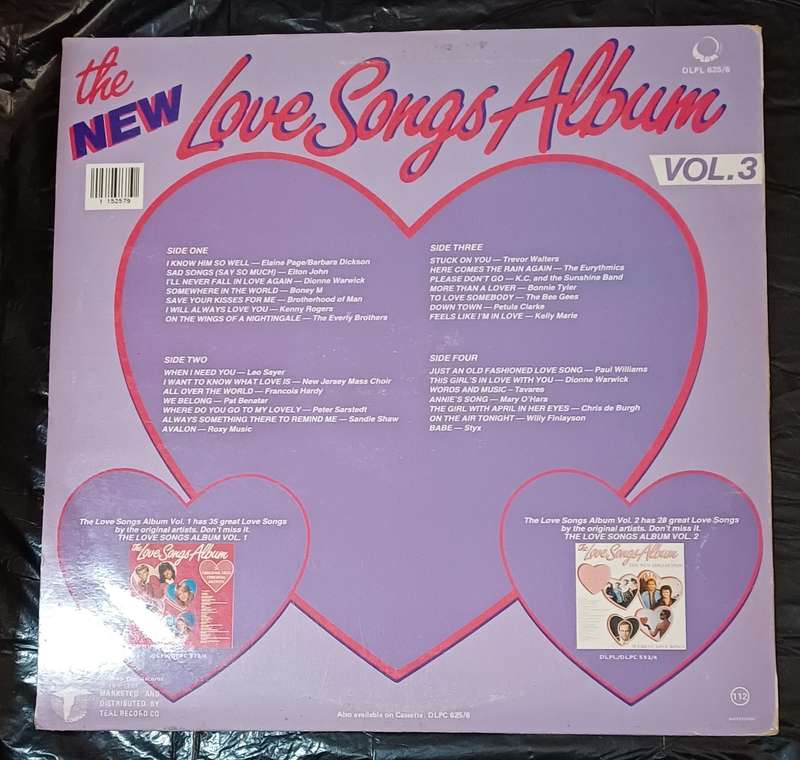 the
NEW
Love Songs Album
DLFL 625/6
VOL.3
1 152579
SIDE ONE
I KNOW HIM SO WELL — Elaine Page/Barbara Dickson
SAD SONGS (SAY SO MUCH) — Elton John
I'LL NEVER FALL IN LOVE AGAIN — Dionne Warwick
SOMEWHERE IN THE WORLD — Boney M
SAVE YOUR KISSES FOR ME — Brotherhood of Man
I WILL ALWAYS LOVE YOU — Kenny Rogers
ON THE WINGS OF A NIGHTINGALE — The Everly Brothers
SIDE TWO
WHEN I NEED YOU — Leo Sayer
I WANT TO KNOW WHAT LOVE IS — New Jersey Mass Choir
ALL OVER THE WORLD — Francois Hardy
WE BELONG — Pat Benatar
WHERE DO YOU GO TO MY LOVELY — Peter Sarstedt
ALWAYS SOMETHING THERE TO REMIND ME — Sandie Shaw
AVALON — Roxy Music
SIDE THREE
STUCK ON YOU — Trevor Walters
HERE COMES THE RAIN AGAIN — The Eurythmics
PLEASE DON'T GO — K.C. and the Sunshine Band
MORE THAN A LOVER — Bonnie Tyler
TO LOVE SOMEBODY — The Bee Gees
DOWN TOWN — Petula Clarke
FEELS LIKE I'M IN LOVE — Kelly Marie
SIDE FOUR
JUST AN OLD FASHIONED LOVE SONG — Paul Williams
THIS GIRL'S IN LOVE WITH YOU — Dionne Warwick
WORDS AND MUSIC – Tavares
ANNIE'S SONG — Mary O'Hara
THE GIRL WITH APRIL IN HER EYES — Chris de Burgh
ON THE AIR TONIGHT — Willy Finlayson
BABE — Styx
The Love Songs Album Vol. 1 has 35 great Love Songs
by the original artists. Don't miss it.
THE LOVE SONGS ALBUM VOL. 1
the Love Songs Album
The Love Songs Album Vol. 2 has 28 great Love Songs
by the original artists. Don't miss it.
THE LOVE SONGS ALBUM VOL. 2
the Love Songs Album
MARKETED AND
DISTRIBUTED BY
TEAL RECORD CO
Also available on Cassette: DLPC 625/6
112